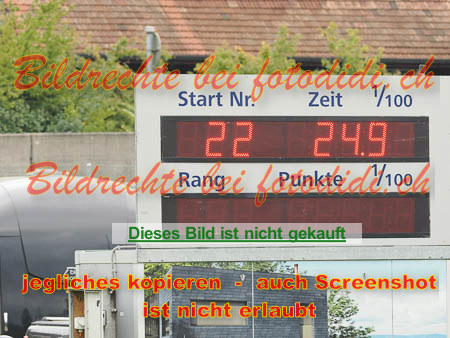 Bildrechte bei fotodidi.ch
Start Nr. Zeit 1/100
22 24.9
Bildrechte bei fotodidi.ch
Rang Punkte 1/100
Dieses Bild ist nicht gekauft
jegliches kopieren - auch Screenshot
ist nicht erlaubt